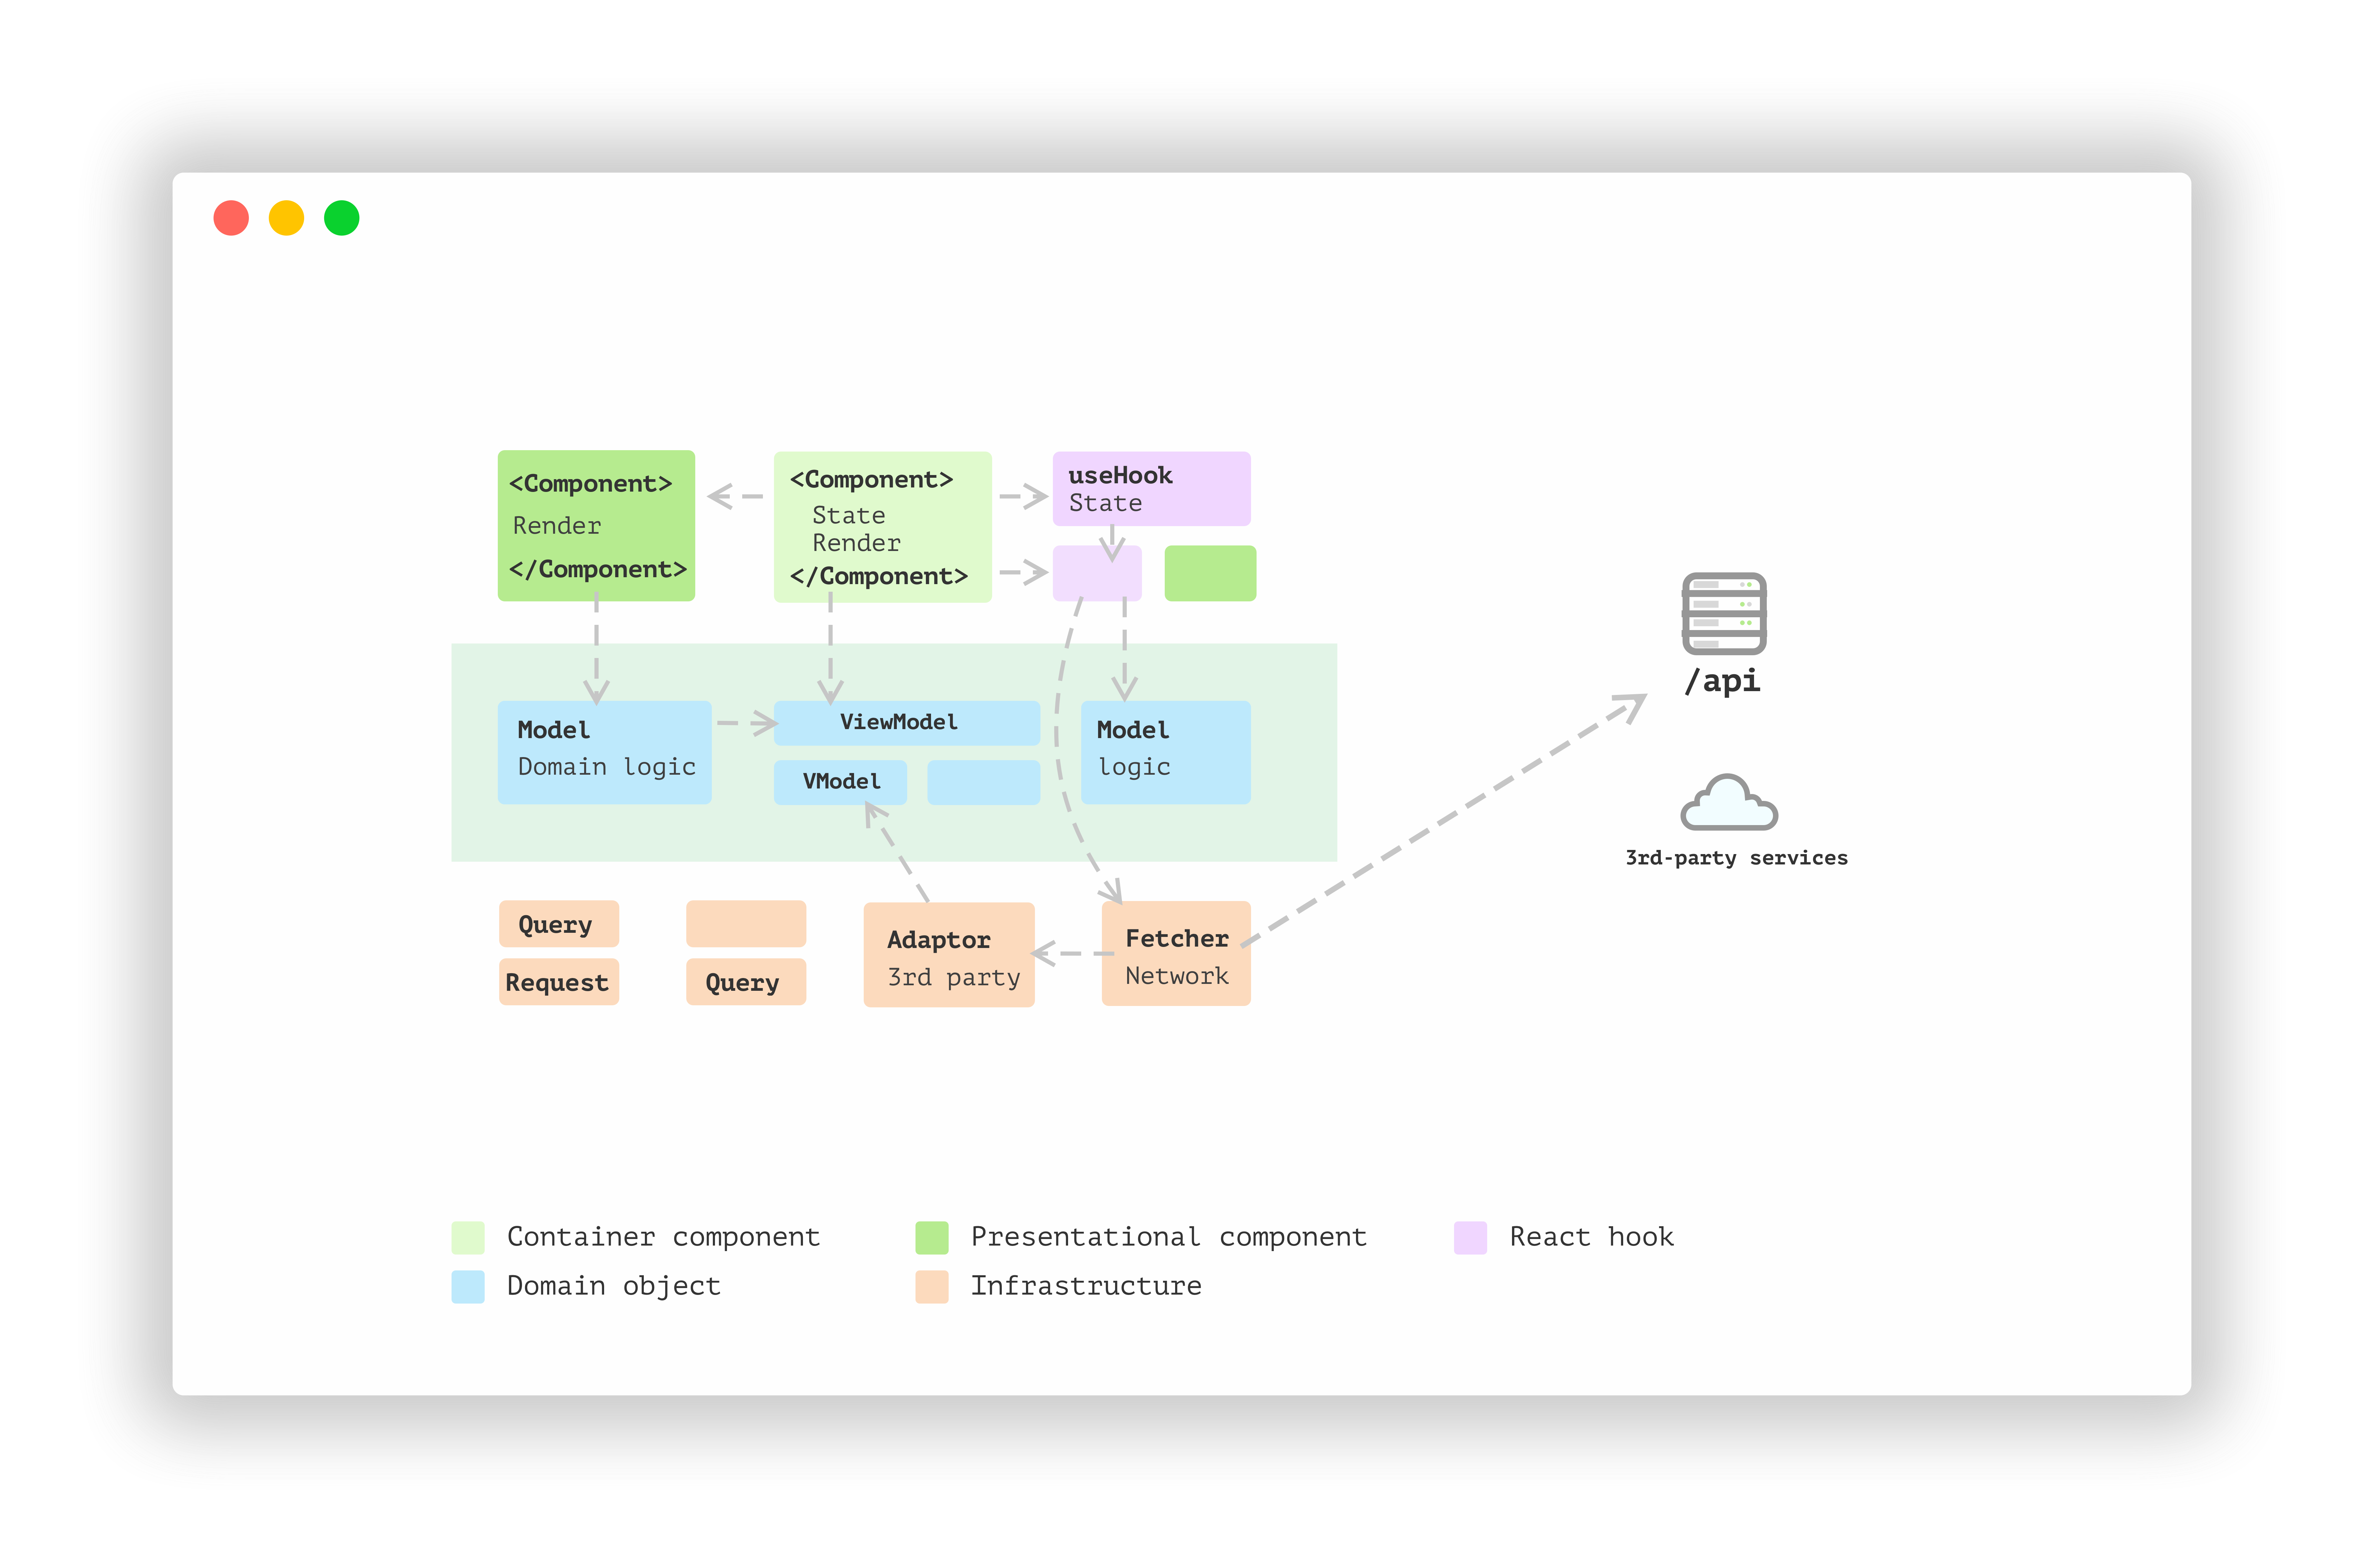 <Component>
Render
</Component>
<Component>
State
Render
</Component>
useHook
State
Model
Domain logic
ViewModel
VModel
Model
logic
Query
Request
Query
Adaptor
3rd party
Fetcher
Network
/api
3rd-party services
Container component
Presentational component
React hook
Domain object
Infrastructure